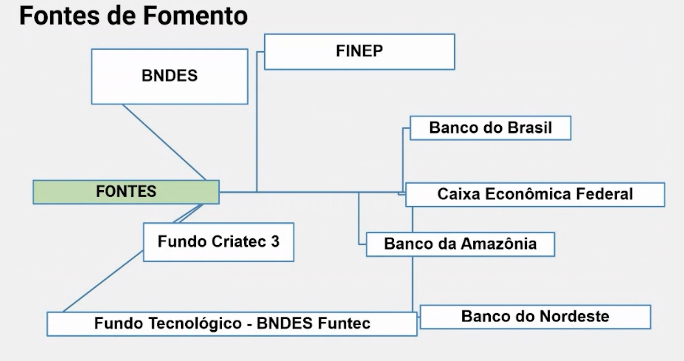 Fontes de Fomento
FINEP
BNDES
Banco do Brasil
FONTES
Caixa Econômica Federal
Fundo Criatec 3
Banco da Amazônia
Fundo Tecnológico - BNDES Funtec
Banco do Nordeste